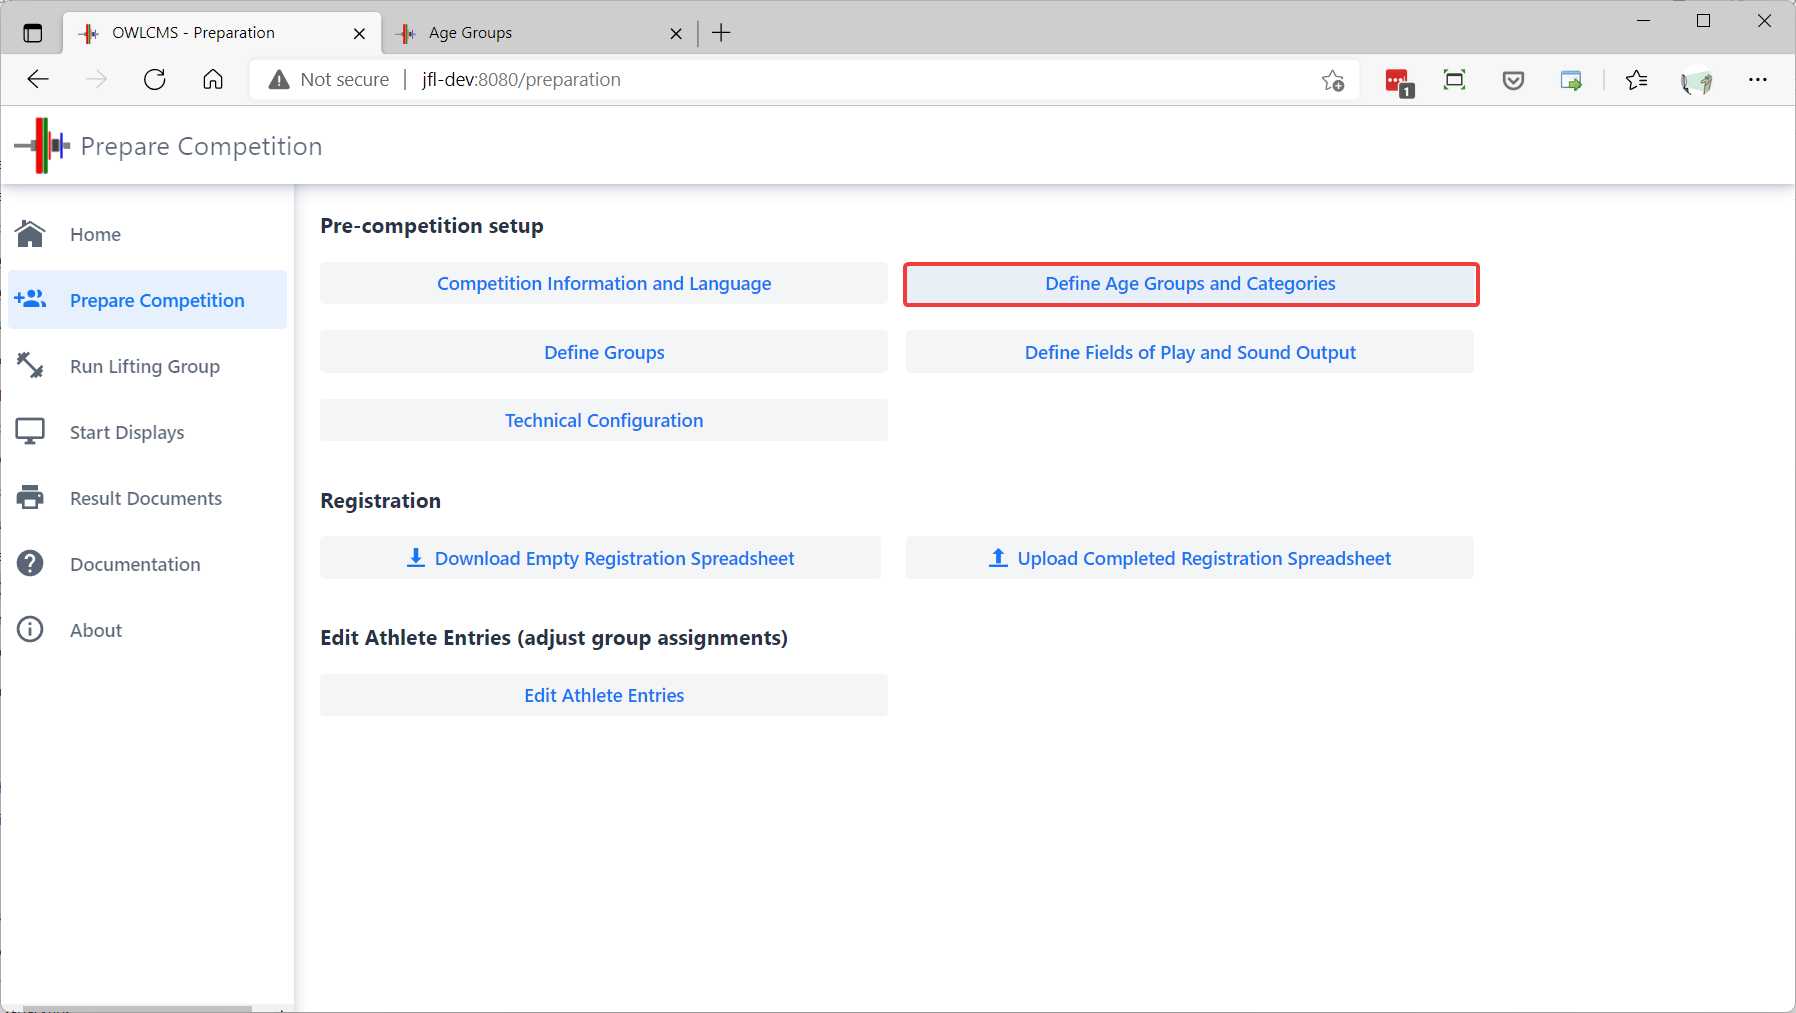 OWLCMS - Preparation
Age Groups
Not secure
jfl-dev:8080/preparation
1
Prepare Competition
Home
Prepare Competition
Run Lifting Group
Start Displays
Result Documents
Documentation
About
Pre-competition setup
Competition Information and Language
Define Age Groups and Categories
Define Groups
Define Fields of Play and Sound Output
Technical Configuration
Registration
Download Empty Registration Spreadsheet
Upload Completed Registration Spreadsheet
Edit Athlete Entries (adjust group assignments)
Edit Athlete Entries